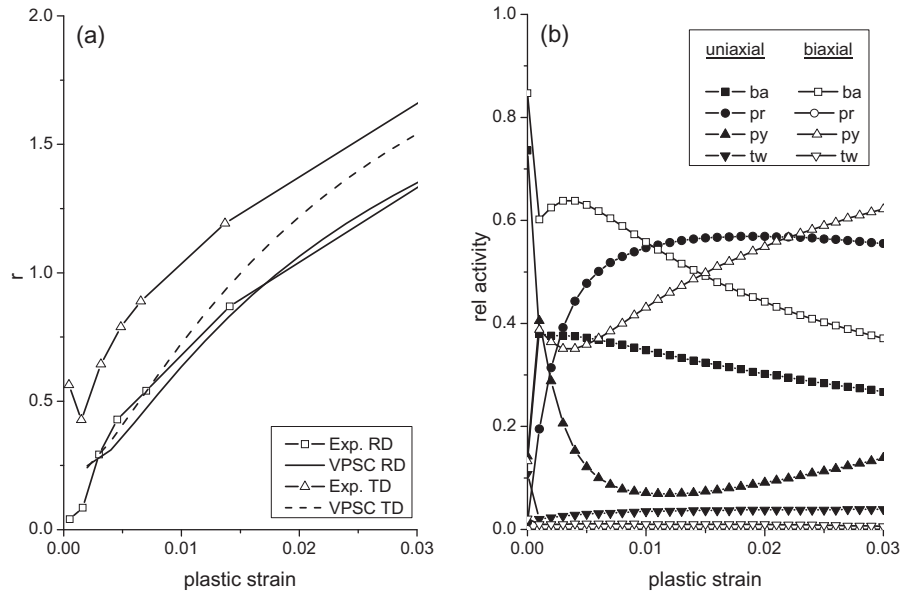 (a)
2.0
1.5
1.0
0.5
0.0
r
0.00
0.01
0.02
0.03
plastic strain
Exp. RD
VPSC RD
Exp. TD
VPSC TD
(b)
1.0
0.8
0.6
0.4
0.2
0.0
rel activity
0.00
0.01
0.02
0.03
plastic strain
uniaxial biaxial
ba ba
pr pr
py py
tw tw